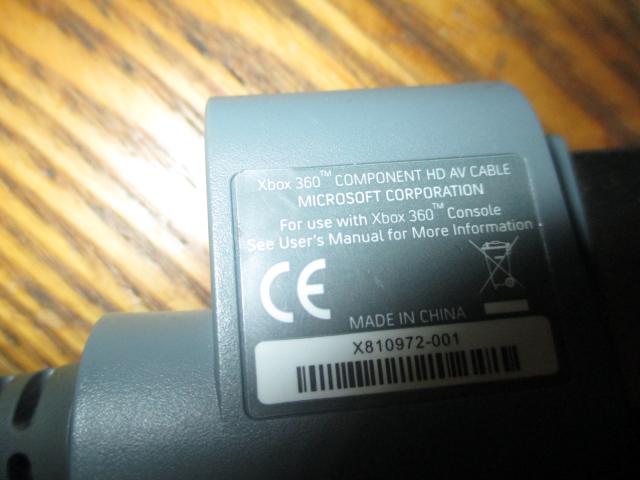 Xbox 360™ COMPONENT HD AV CABLE
MICROSOFT CORPORATION
For use with Xbox 360™ Console
See User's Manual for More Information
CE
MADE IN CHINA
X810972-001